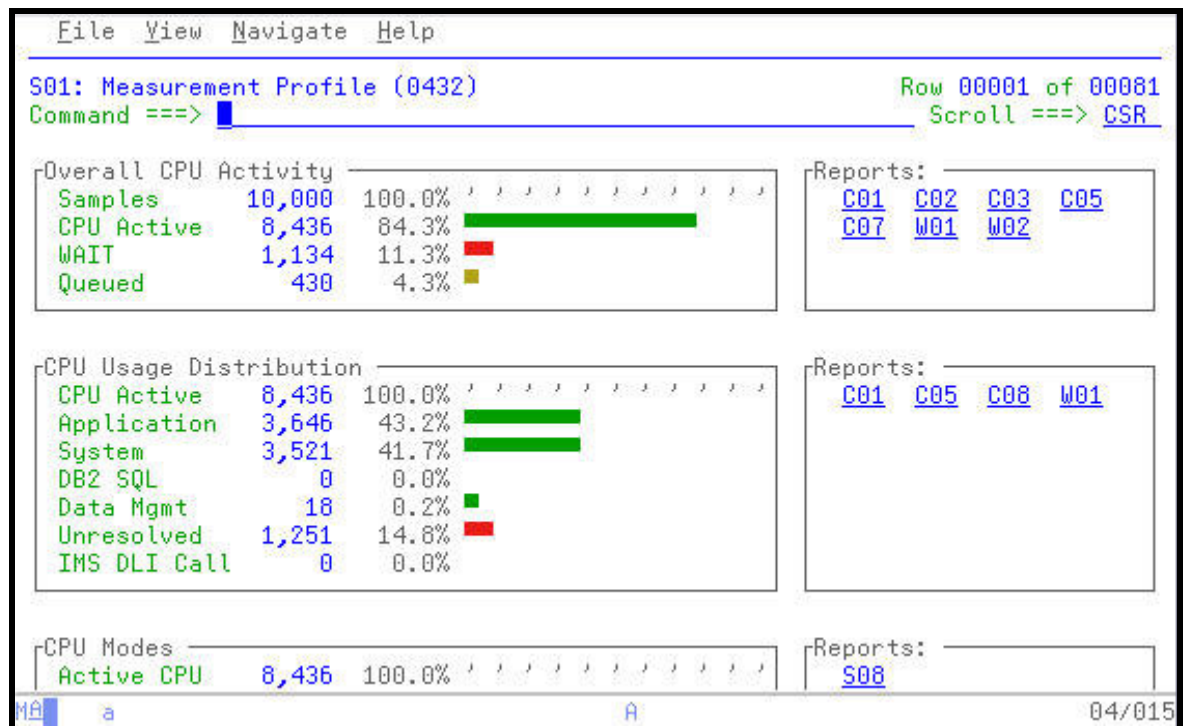 File View Navigate Help
S01: Measurement Profile (0432) Row 00001 of 00081
Command ===> Scroll ===> CSR
Overall CPU Activity Reports:
Samples 10,000 100.0% C01 C02 C03 C05
CPU Active 8,436 84.3% C07 W01 W02
WAIT 1,134 11.3%
Queued 430 4.3%
CPU Usage Distribution Reports:
CPU Active 8,436 100.0% C01 C05 C08 W01
Application 3,646 43.2%
System 3,521 41.7%
DB2 SQL 0 0.0%
Data Mgmt 18 0.2%
Unresolved 1,251 14.8%
IMS DLI Call 0 0.0%
CPU Modes Reports:
Active CPU 8,436 100.0% S08
MA a A 04/015